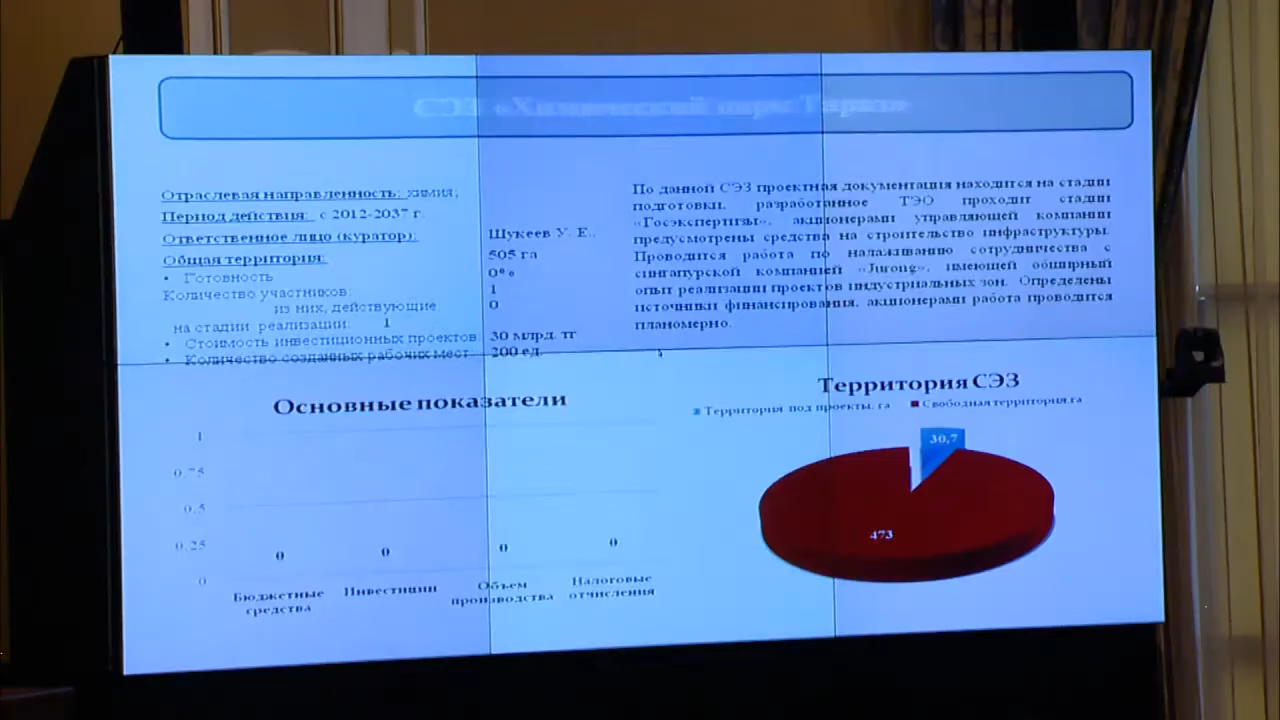 СЭЗ «Химический парк Тараз»
Отраслевая направленность: химия;
Период действия: с 2012-2037 г.
Ответственное лицо (куратор): Шукеев У. Е.,
Общая территория: 505 га
• Готовность 0%
Количество участников: 1
из них, действующие 0
на стадии реализации: 1
• Стоимость инвестиционных проектов: 30 млрд. тг
• Количество созданных рабочих мест: 200 ед.
По данной СЭЗ проектная документация находится на стадии
подготовки, разработанное ТЭО проходит стадии
«Госэкспертизы», акционерами управляющей компании
предусмотрены средства на строительство инфраструктуры.
Проводится работа по налаживанию сотрудничества с
сингапурской компанией «Jurong», имеющей обширный
опыт реализации проектов индустриальных зон. Определены
источники финансирования, акционерами работа проводится
планомерно.
Основные показатели
1
0,75
0,5
0,25
0
0 0 0 0
Бюджетные средства
Инвестиции
Объем производства
Налоговые отчисления
Территория СЭЗ
Территория под проекты, га Свободная территория,га
30,7
473